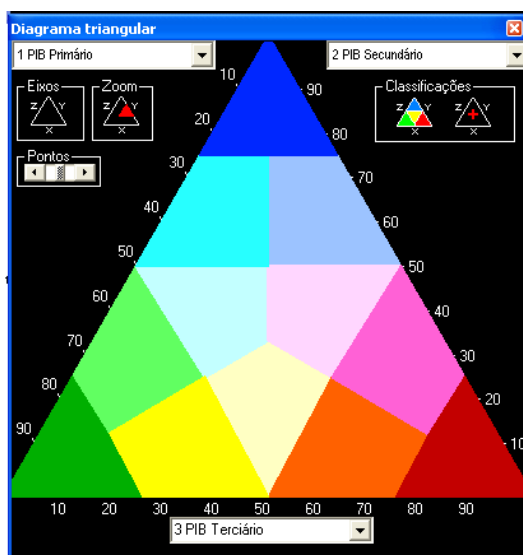 Diagrama triangular
1 PIB Primário
2 PIB Secundário
Eixos
Z Y
X
Zoom
Z Y
X
Classificações
Z Y
X
Z Y
X
Pontos
10
20
30
40
50
60
70
80
90
90
80
70
60
50
40
30
20
10
10 20 30 40 50 60 70 80 90
3 PIB Terciário